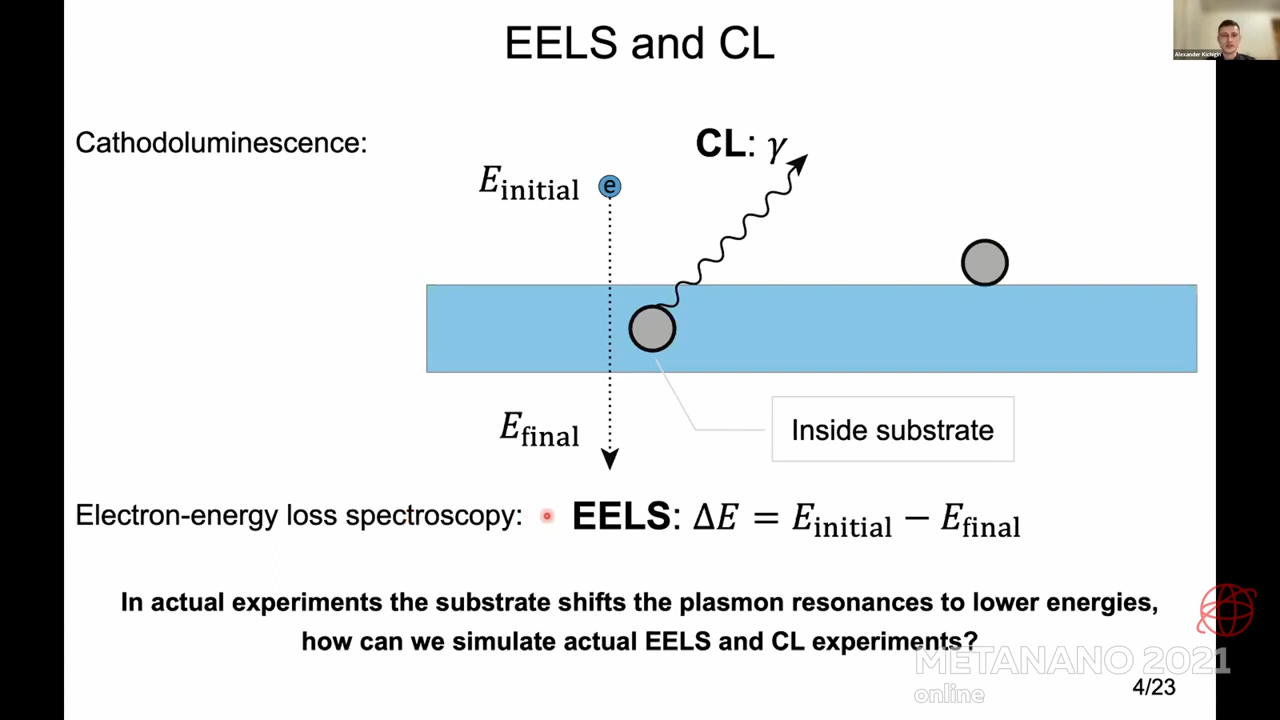 EELS and CL
Alexander Kichigin
Cathodoluminescence:
CL: γ
E_initial
e
E_final
Inside substrate
Electron-energy loss spectroscopy:
EELS: ΔE = E_initial − E_final
In actual experiments the substrate shifts the plasmon resonances to lower energies,
how can we simulate actual EELS and CL experiments?
METANANO 2021
online
4/23